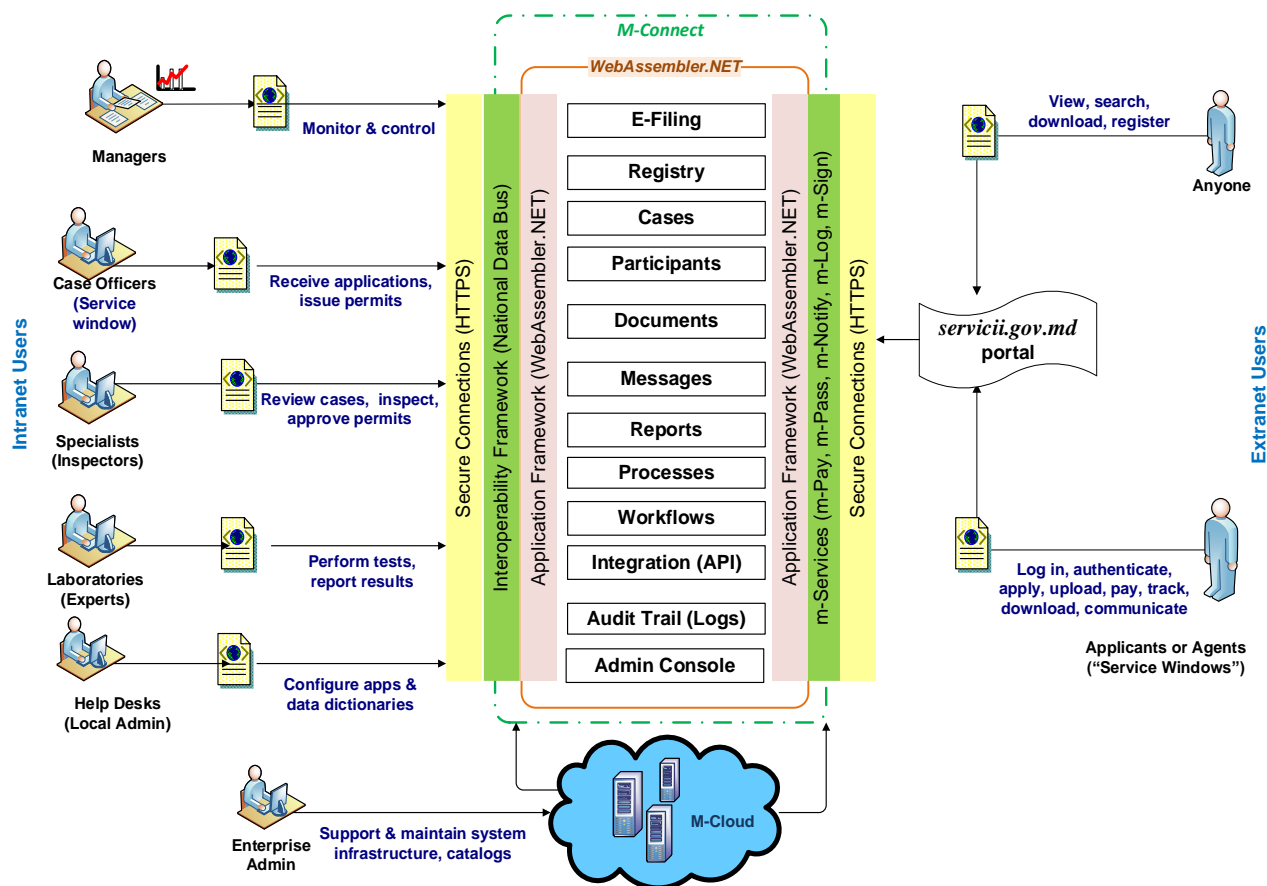 M-Connect
WebAssembler.NET
Intranet Users
Managers
Monitor & control
Case Officers
(Service
window)
Receive applications,
issue permits
Specialists
(Inspectors)
Review cases, inspect,
approve permits
Laboratories
(Experts)
Perform tests,
report results
Help Desks
(Local Admin)
Configure apps &
data dictionaries
Enterprise
Admin
Support & maintain system
infrastructure, catalogs
Secure Connections (HTTPS)
Interoperability Framework (National Data Bus)
Application Framework (WebAssembler.NET)
E-Filing
Registry
Cases
Participants
Documents
Messages
Reports
Processes
Workflows
Integration (API)
Audit Trail (Logs)
Admin Console
Application Framework (WebAssembler.NET)
m-Services (m-Pay, m-Pass, m-Notify, m-Log, m-Sign)
Secure Connections (HTTPS)
M-Cloud
View, search,
download, register
Anyone
servicii.gov.md
portal
Log in, authenticate,
apply, upload, pay, track,
download, communicate
Applicants or Agents
(“Service Windows”)
Extranet Users